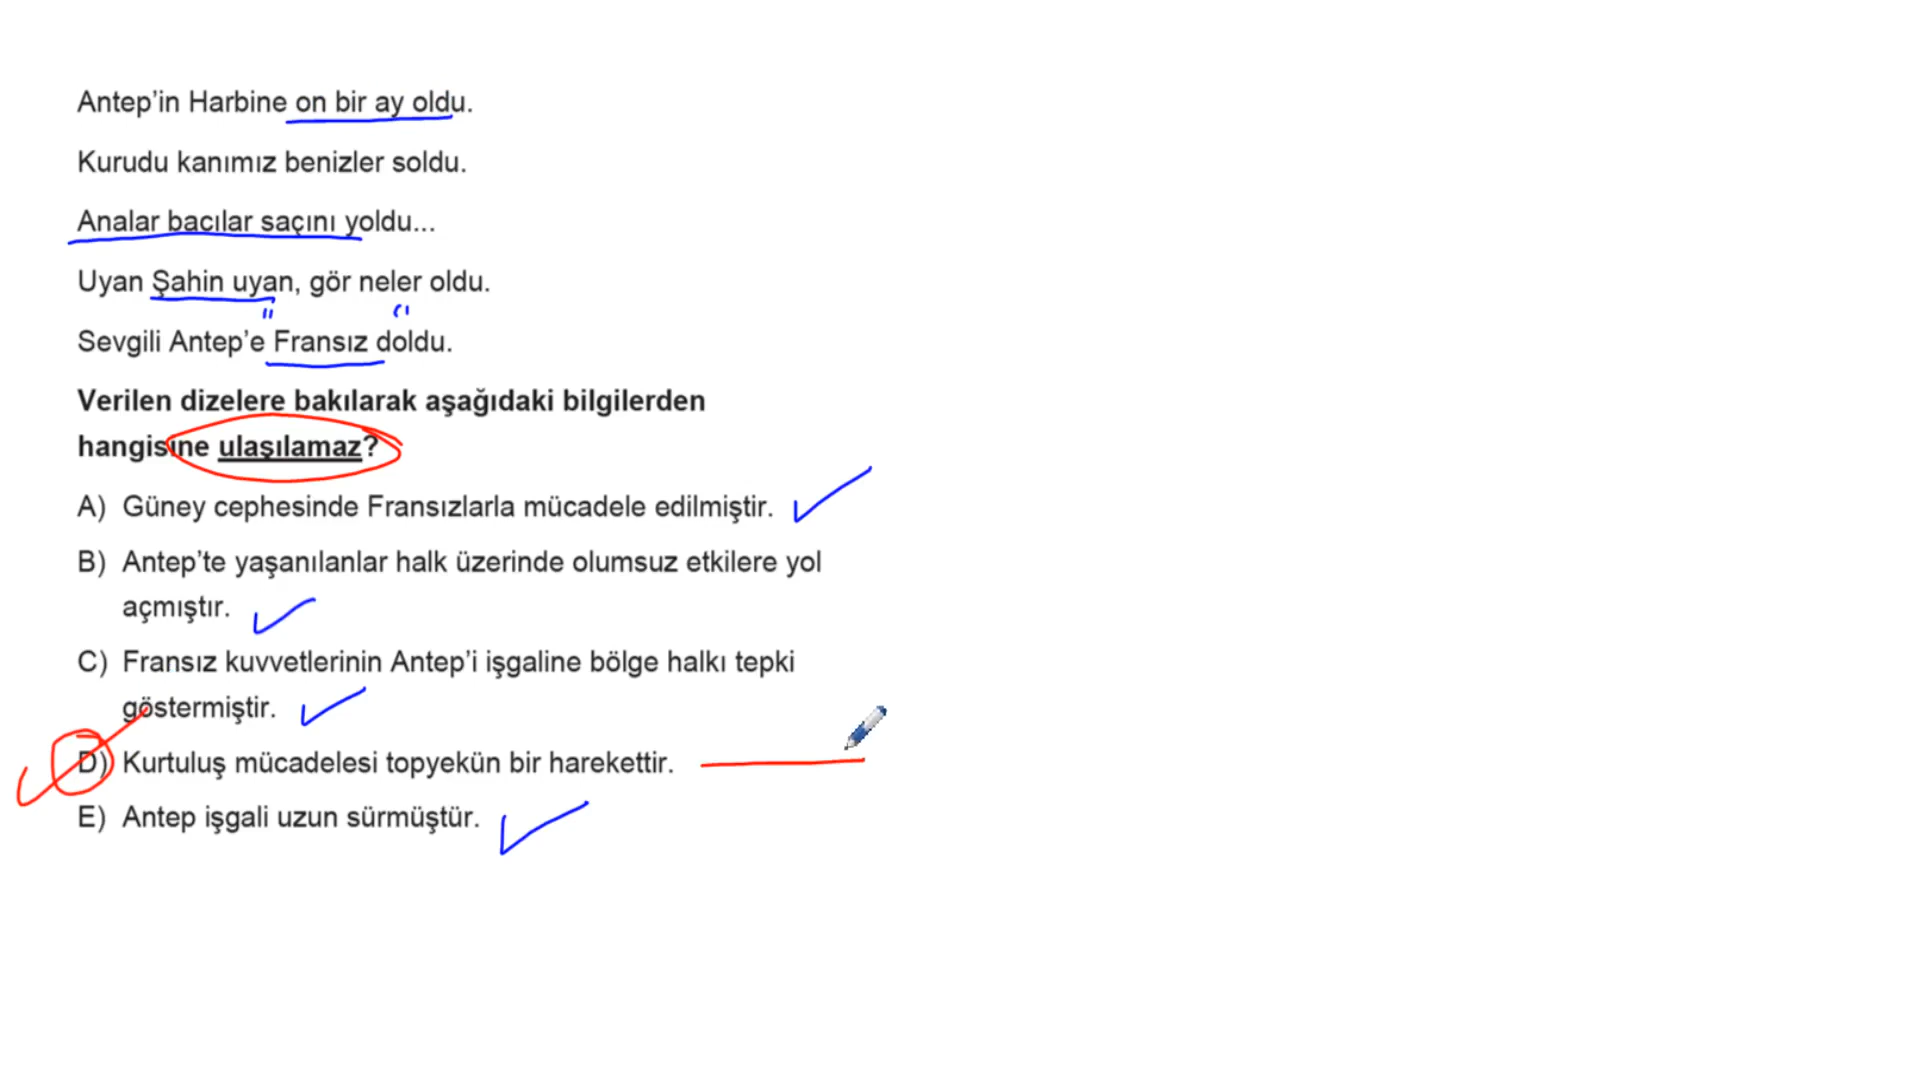 Antep'in Harbine on bir ay oldu.
Kurudu kanımız benizler soldu.
Analar bacılar saçını yoldu...
Uyan Şahin uyan, gör neler oldu.
Sevgili Antep'e Fransız doldu.
Verilen dizelere bakılarak aşağıdaki bilgilerden
hangisine ulaşılamaz?
A) Güney cephesinde Fransızlarla mücadele edilmiştir.
B) Antep'te yaşanılanlar halk üzerinde olumsuz etkilere yol
açmıştır.
C) Fransız kuvvetlerinin Antep'i işgaline bölge halkı tepki
göstermiştir.
D) Kurtuluş mücadelesi topyekün bir harekettir.
E) Antep işgali uzun sürmüştür.